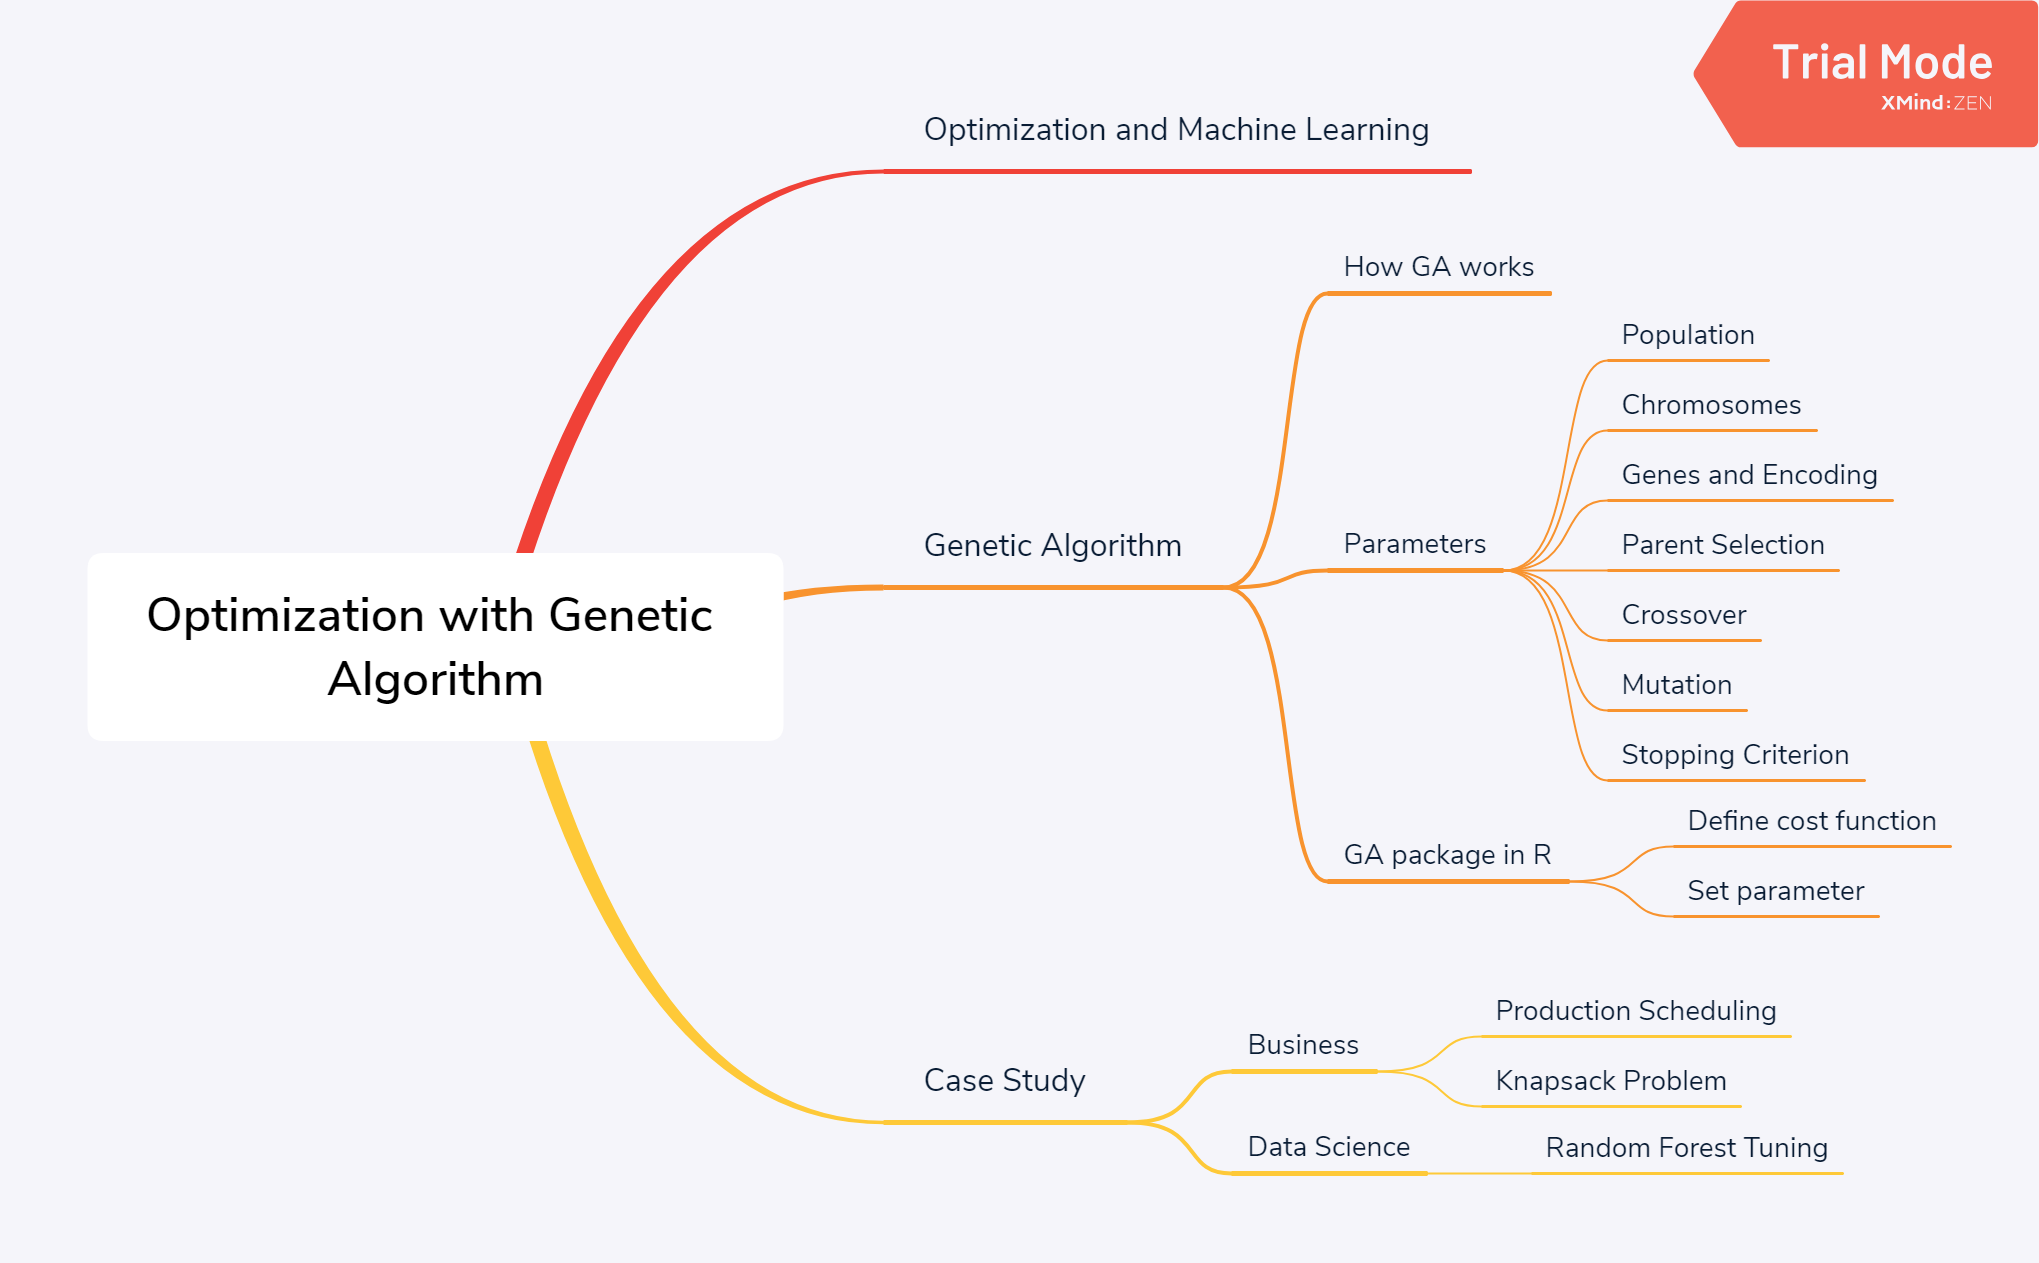 Trial Mode
XMind:ZEN
Optimization and Machine Learning
How GA works
Population
Chromosomes
Genes and Encoding
Genetic Algorithm
Parameters
Parent Selection
Optimization with Genetic
Algorithm
Crossover
Mutation
Stopping Criterion
Define cost function
GA package in R
Set parameter
Production Scheduling
Business
Case Study
Knapsack Problem
Data Science
Random Forest Tuning